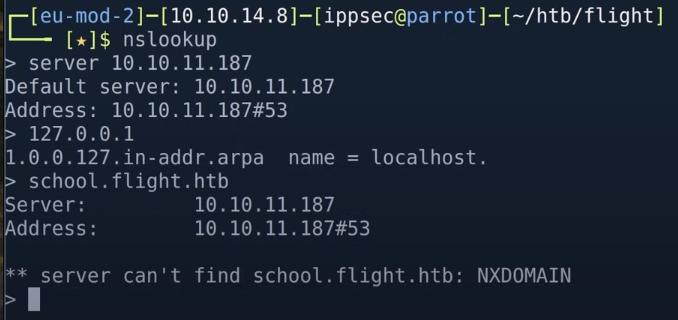 ┌─[eu-mod-2]─[10.10.14.8]─[ippsec@parrot]─[~/htb/flight]
└──╼ [★]$ nslookup
> server 10.10.11.187
Default server: 10.10.11.187
Address: 10.10.11.187#53
> 127.0.0.1
1.0.0.127.in-addr.arpa  name = localhost.
> school.flight.htb
Server:         10.10.11.187
Address:        10.10.11.187#53

** server can't find school.flight.htb: NXDOMAIN
>